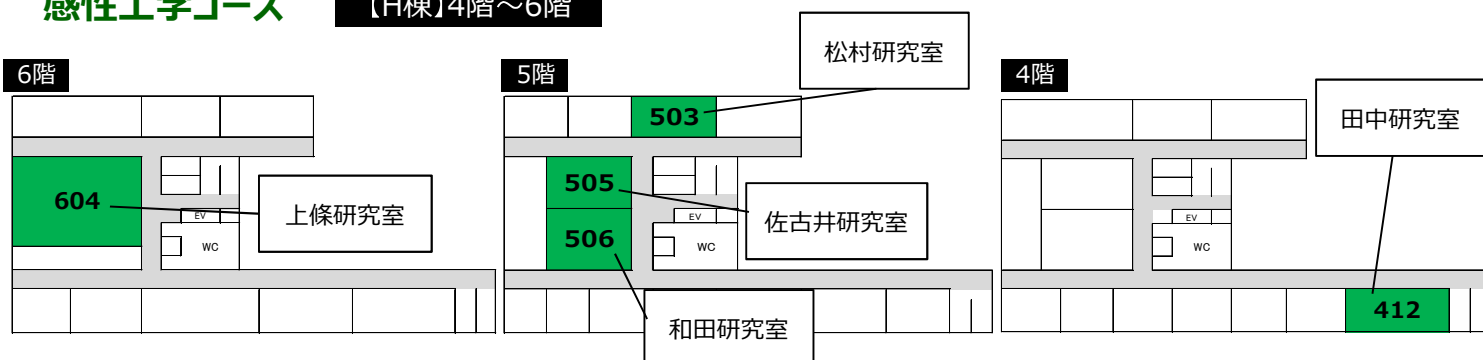 感性工学コース 【H棟】4階～6階
6階
604
上條研究室
EV
WC
5階
松村研究室
503
505
506
佐古井研究室
EV
WC
和田研究室
4階
田中研究室
EV
WC
412